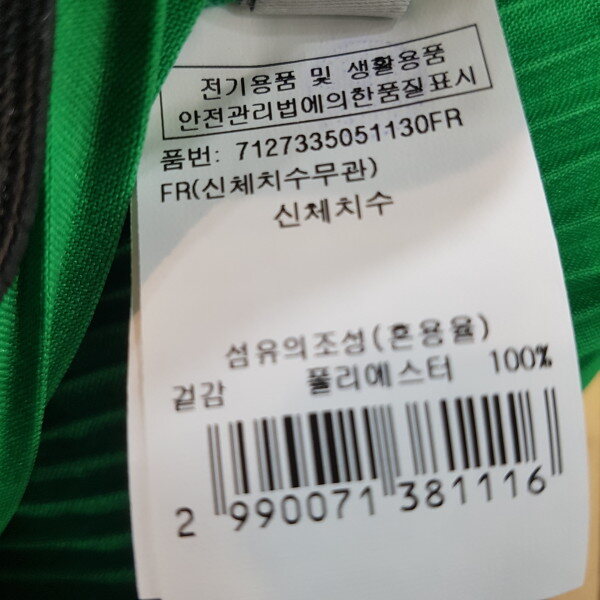 전기용품 및 생활용품
안전관리법에의한품질표시
품번: 7127335051130FR
FR(신체치수무관)
신체치수
섬유의조성(혼용율)
겉감 폴리에스터 100%
2 990071 381116